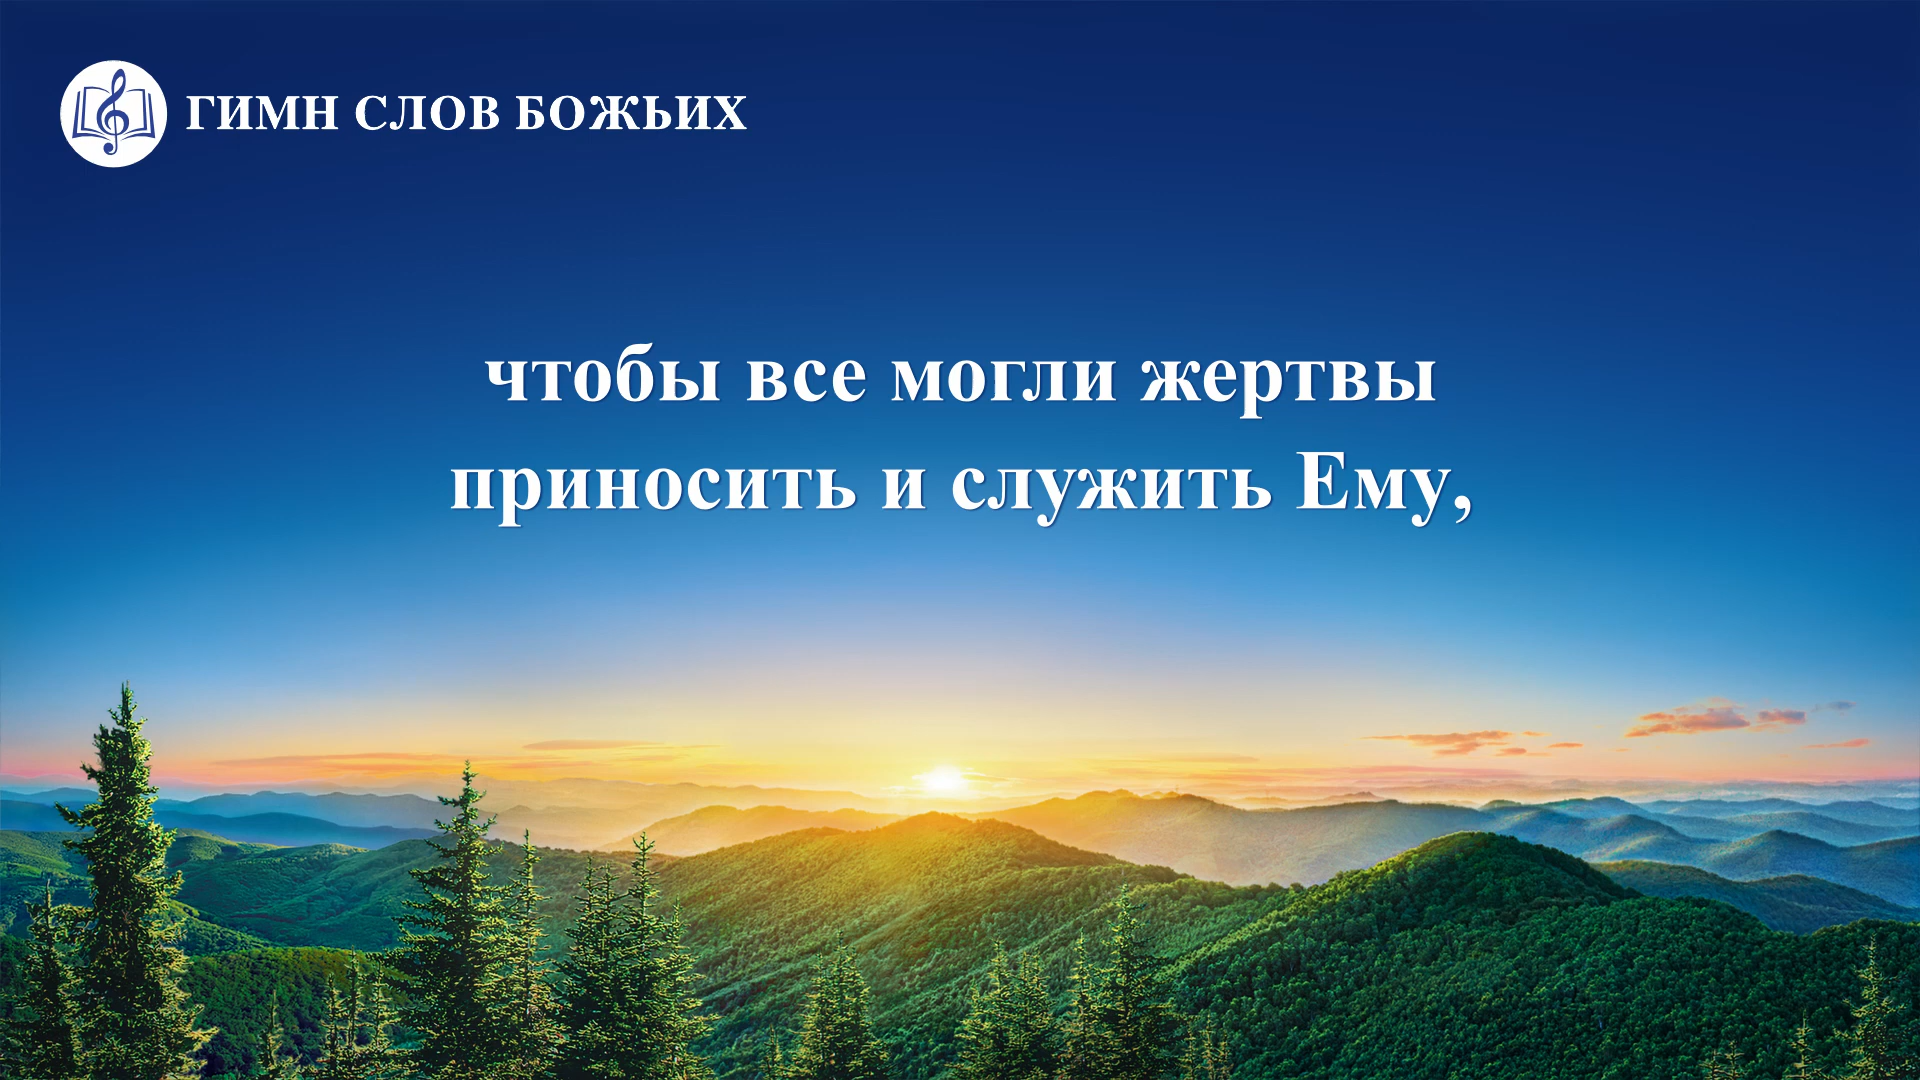 ГИМН СЛОВ БОЖЬИХ
чтобы все могли жертвы
приносить и служить Ему,